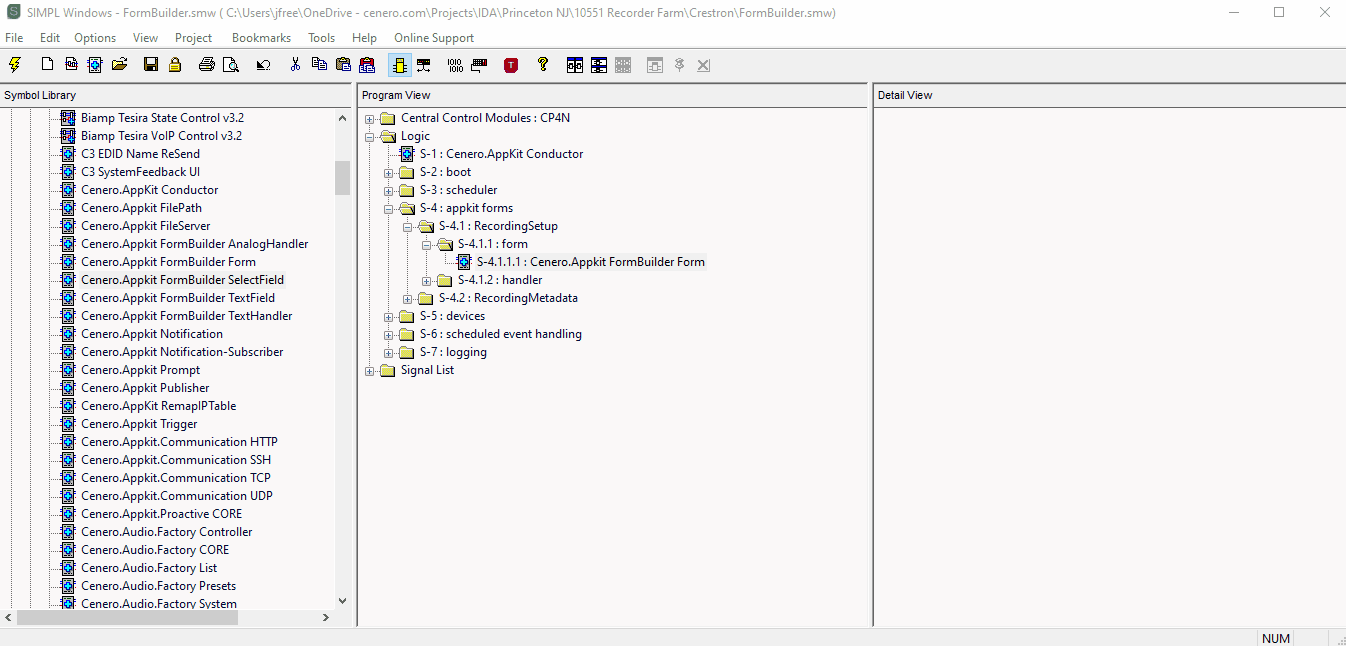 SIMPL Windows - FormBuilder.smw ( C:\Users\jfree\OneDrive - cenero.com\Projects\IDA\Princeton NJ\10551 Recorder Farm\Crestron\FormBuilder.smw)
File Edit Options View Project Bookmarks Tools Help Online Support
Symbol Library
Biamp Tesira State Control v3.2
Biamp Tesira VoIP Control v3.2
C3 EDID Name ReSend
C3 SystemFeedback UI
Cenero.AppKit Conductor
Cenero.Appkit FilePath
Cenero.Appkit FileServer
Cenero.Appkit FormBuilder AnalogHandler
Cenero.Appkit FormBuilder Form
Cenero.Appkit FormBuilder SelectField
Cenero.Appkit FormBuilder TextField
Cenero.Appkit FormBuilder TextHandler
Cenero.Appkit Notification
Cenero.Appkit Notification-Subscriber
Cenero.Appkit Prompt
Cenero.Appkit Publisher
Cenero.AppKit RemapIPTable
Cenero.Appkit Trigger
Cenero.Appkit.Communication HTTP
Cenero.Appkit.Communication SSH
Cenero.Appkit.Communication TCP
Cenero.Appkit.Communication UDP
Cenero.Appkit.Proactive CORE
Cenero.Audio.Factory Controller
Cenero.Audio.Factory CORE
Cenero.Audio.Factory List
Cenero.Audio.Factory Presets
Cenero.Audio.Factory System
Program View
Central Control Modules : CP4N
Logic
S-1 : Cenero.AppKit Conductor
S-2 : boot
S-3 : scheduler
S-4 : appkit forms
S-4.1 : RecordingSetup
S-4.1.1 : form
S-4.1.1.1 : Cenero.Appkit FormBuilder Form
S-4.1.2 : handler
S-4.2 : RecordingMetadata
S-5 : devices
S-6 : scheduled event handling
S-7 : logging
Signal List
Detail View
NUM